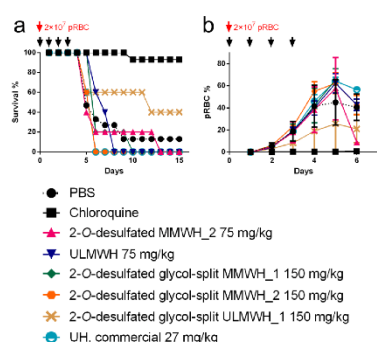 a
2×10⁷ pRBC
Survival %
100
80
60
40
20
0
0
5
10
15
Days
b
2×10⁷ pRBC
pRBC %
80
60
40
20
0
0
2
4
6
Days
PBS
Chloroquine
2-O-desulfated MMWH_2 75 mg/kg
ULMWH 75 mg/kg
2-O-desulfated glycol-split MMWH_1 150 mg/kg
2-O-desulfated glycol-split MMWH_2 150 mg/kg
2-O-desulfated glycol-split ULMWH_1 150 mg/kg
UH, commercial 27 mg/kg